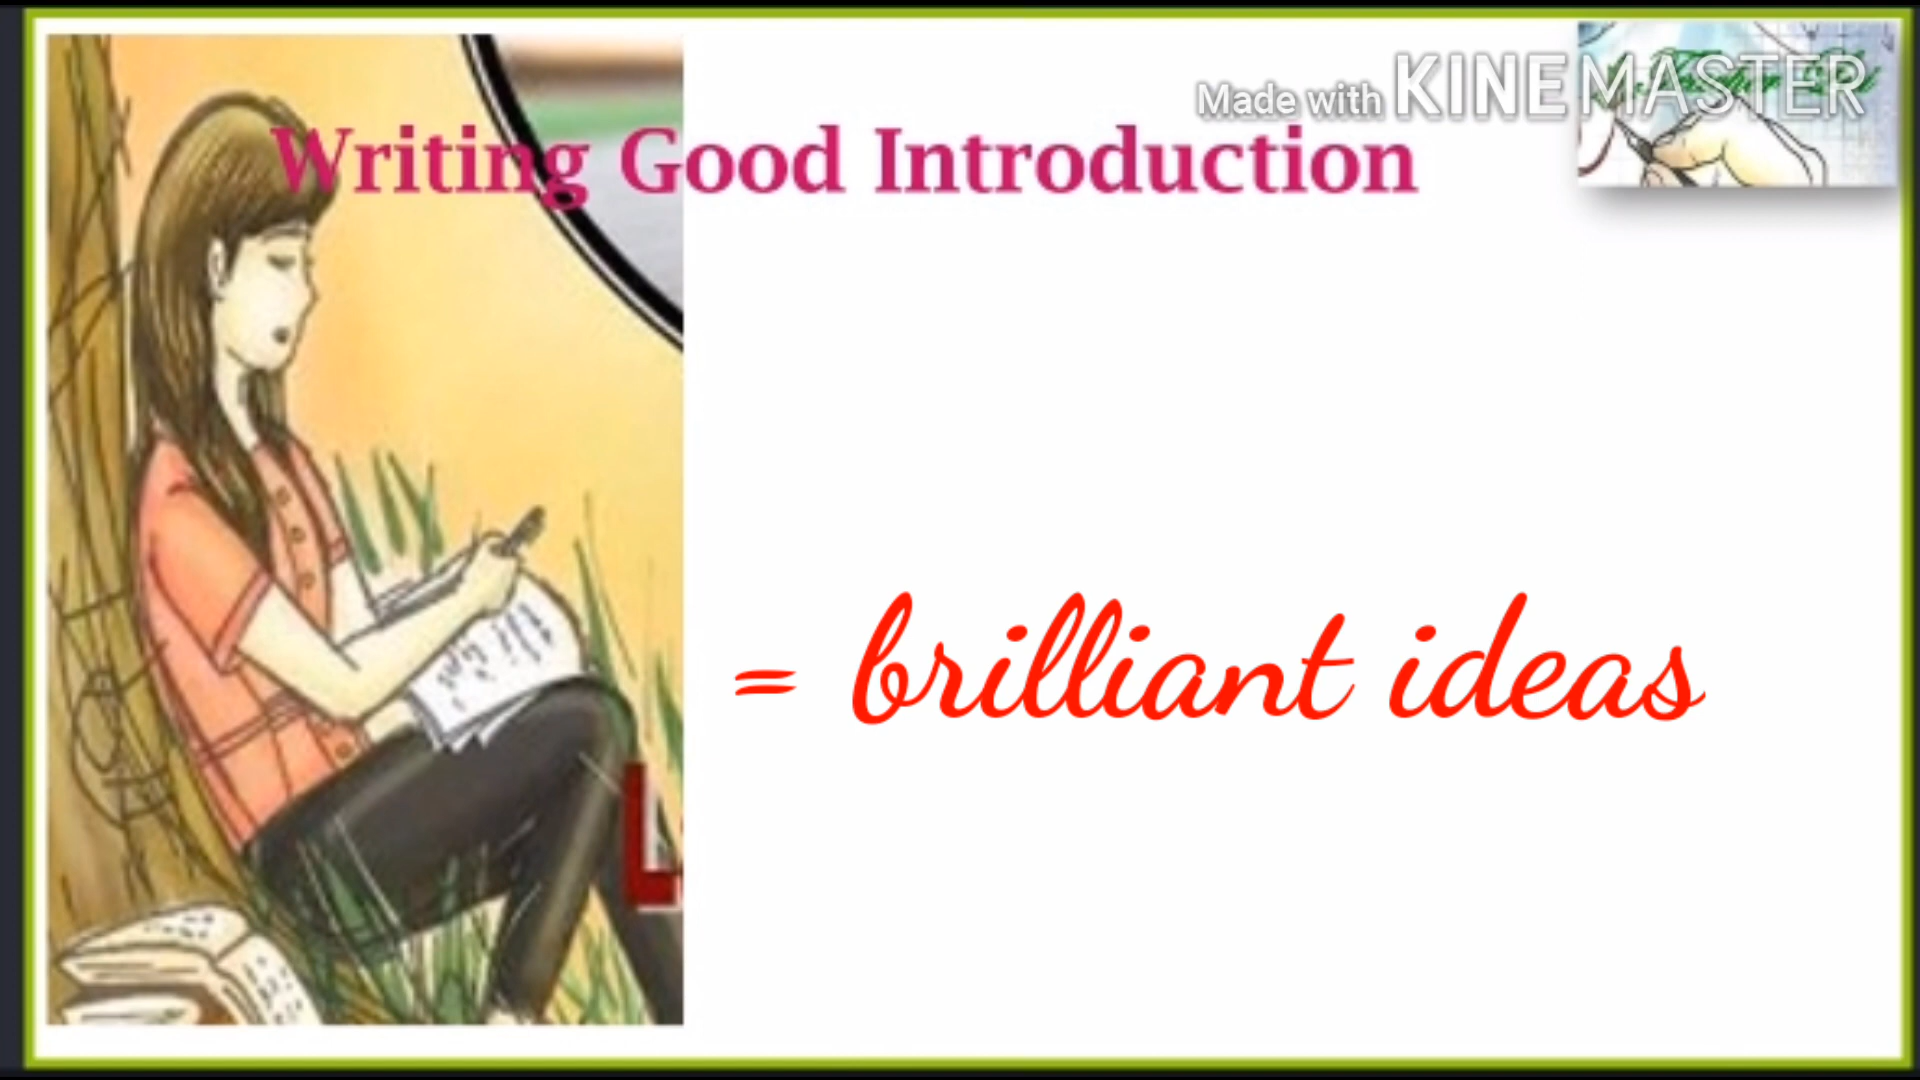 Made with KINEMASTER
Writing Good Introduction
= brilliant ideas